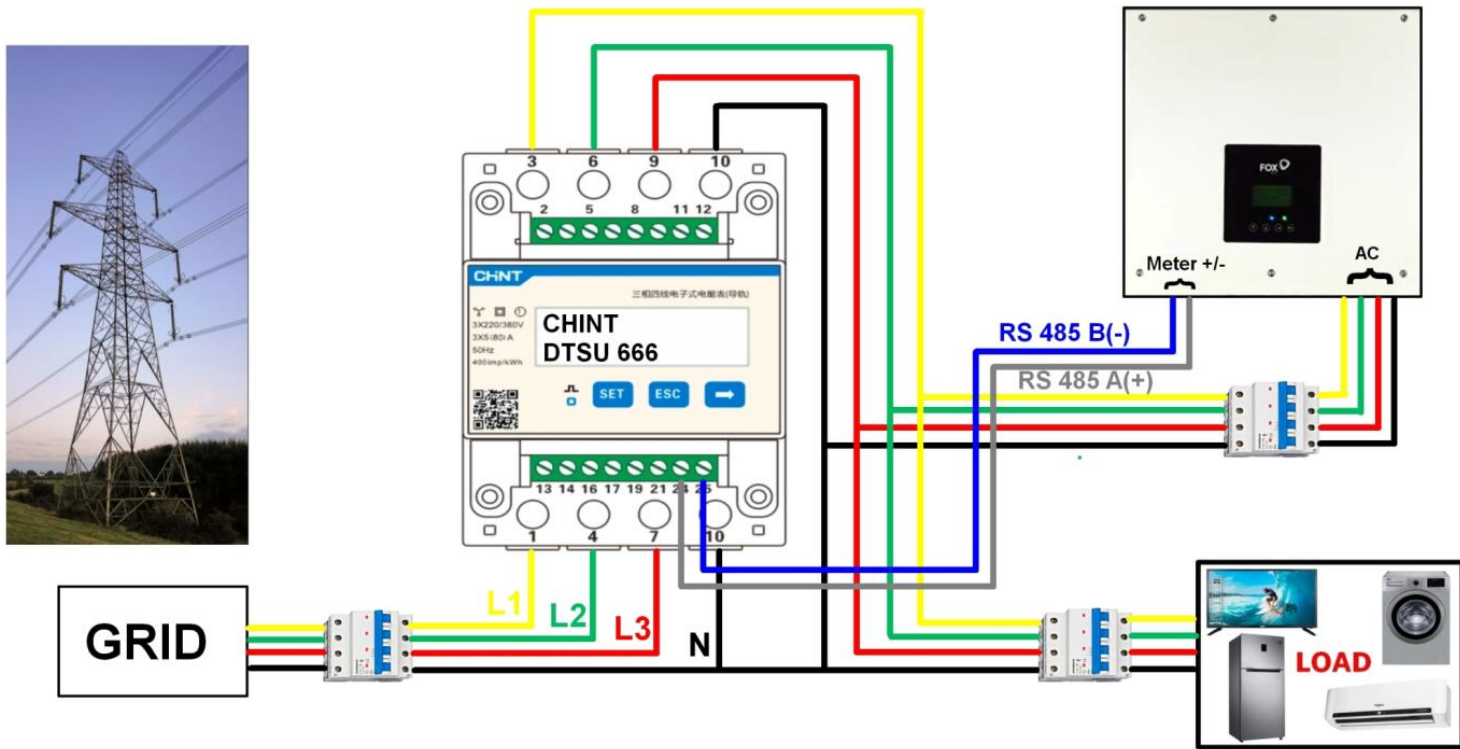 3 6 9 10
2 5 8 11 12
CHINT
三相四线电子式电能表(导轨)
3X220/380V
3X5(80)A
50Hz
400imp/kWh
CHINT
DTSU 666
SET ESC
13 14 16 17 19 21 24 25
1 4 7 10
L1
L2
L3
N
GRID
FOX
Meter +/-
AC
RS 485 B(-)
RS 485 A(+)
LOAD